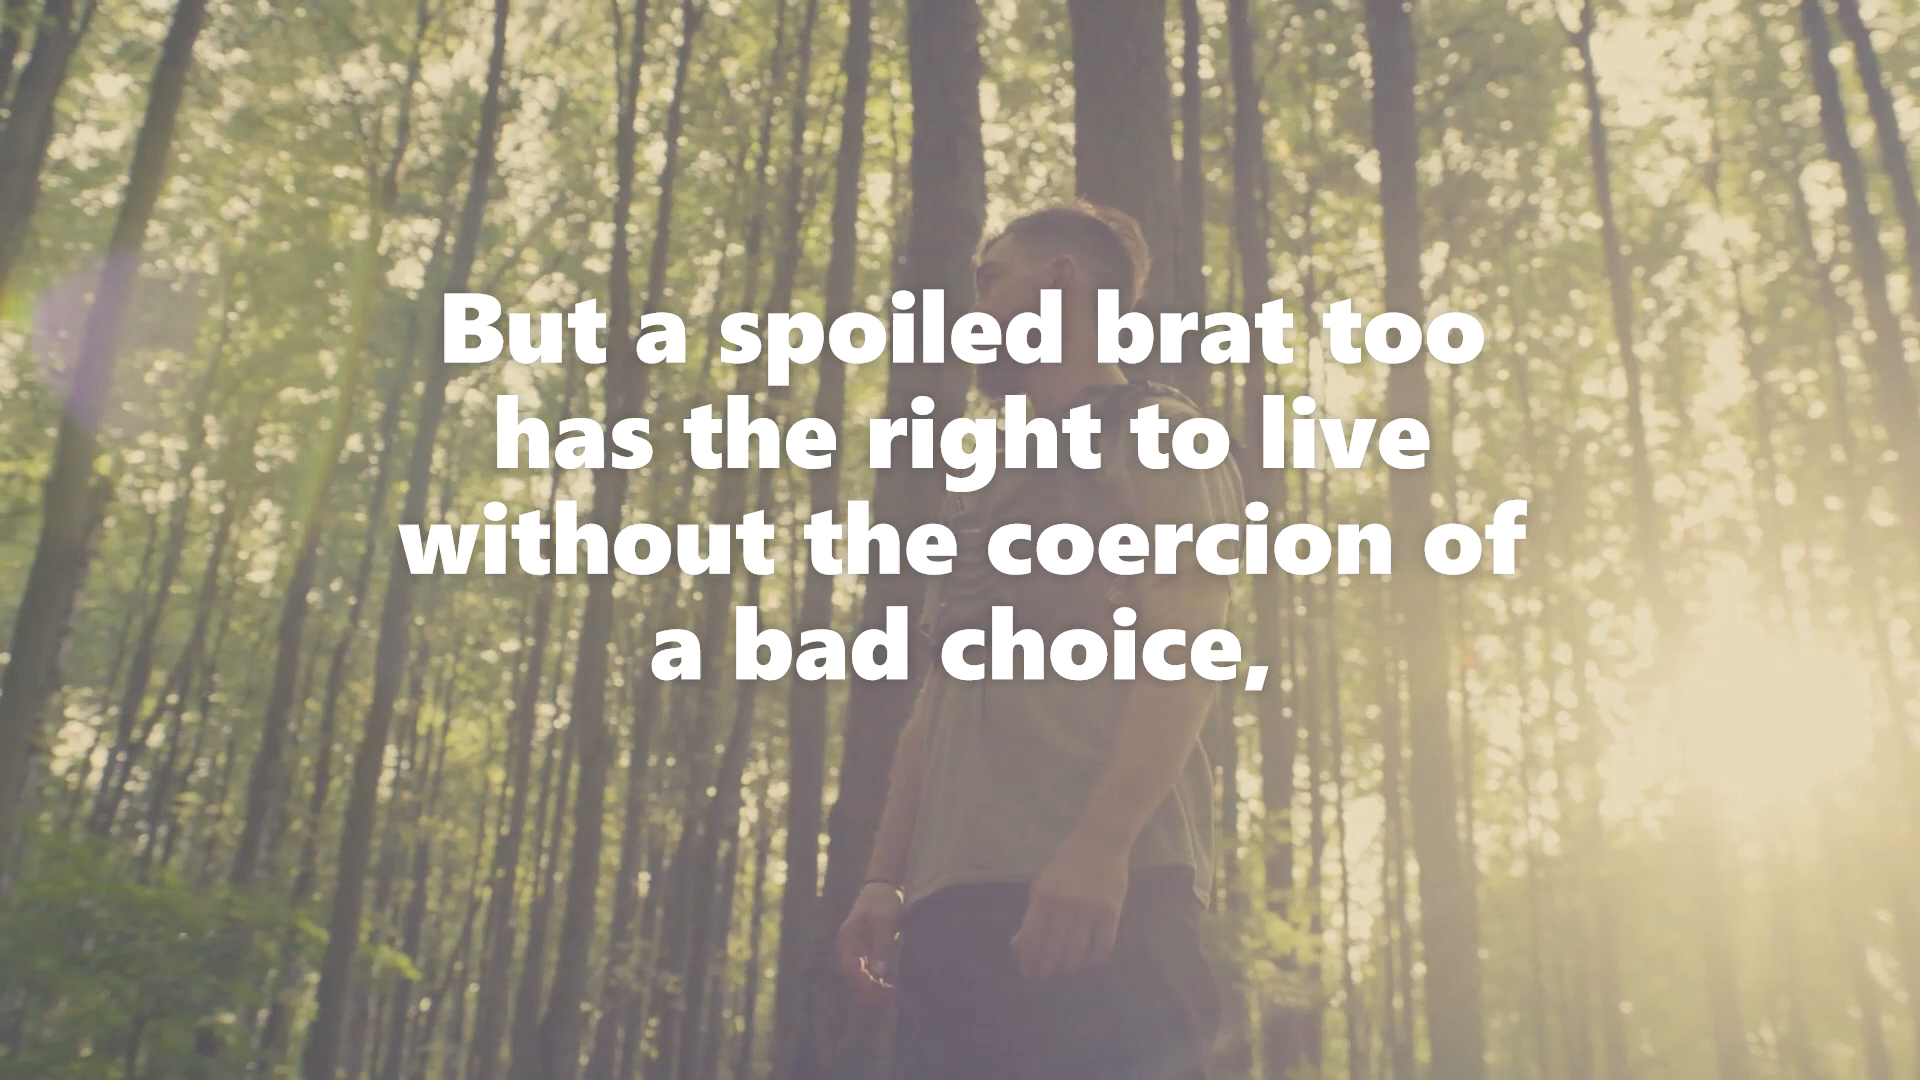 But a spoiled brat too
has the right to live
without the coercion of
a bad choice,